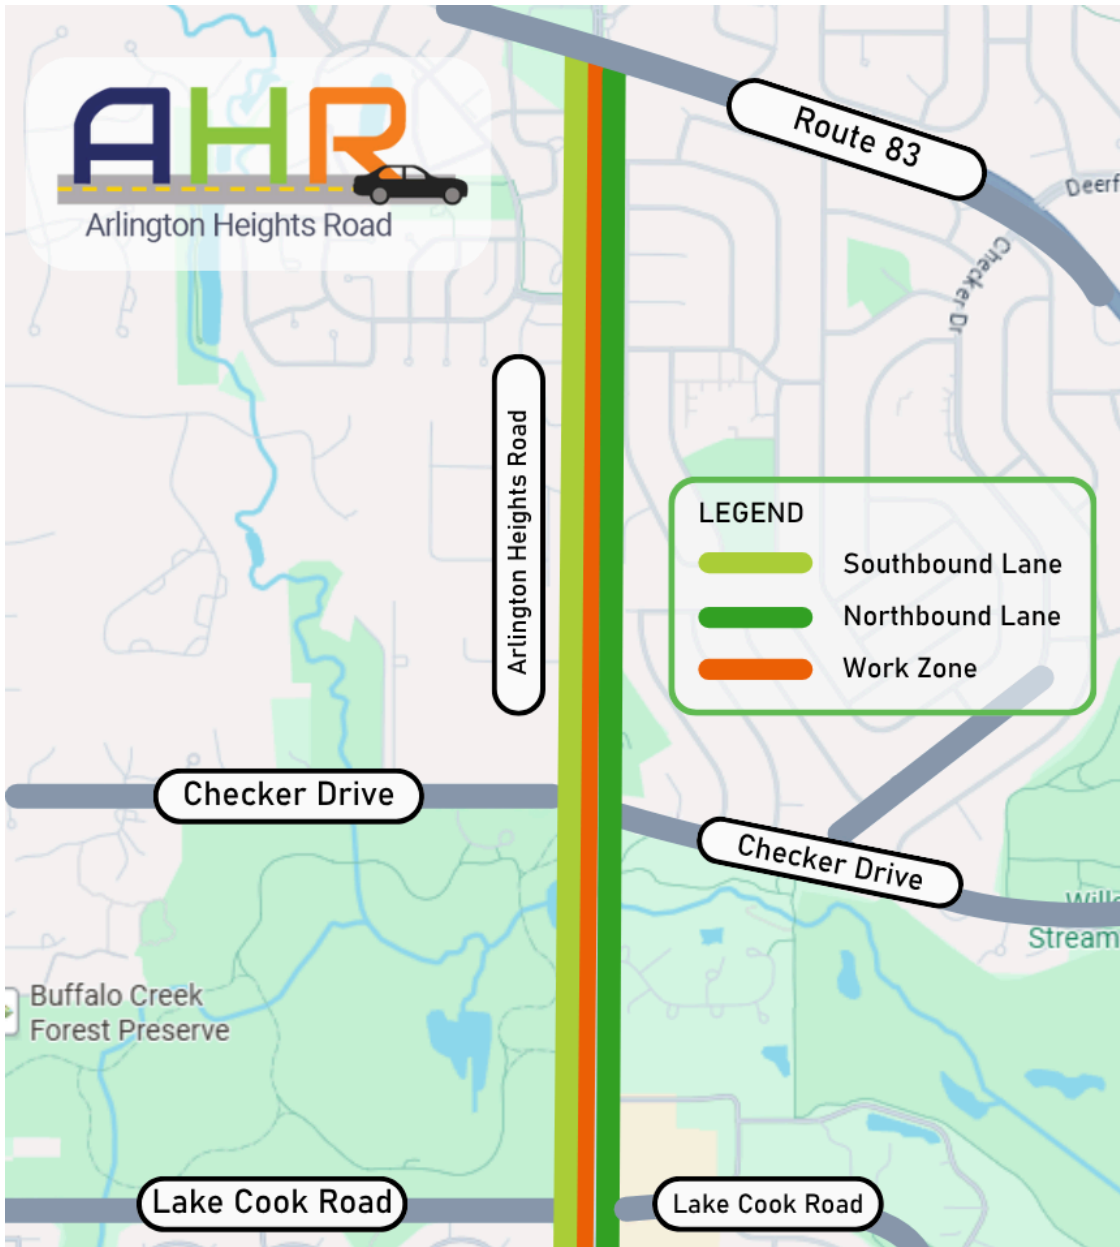 AHR
Arlington Heights Road
Route 83
Checker Dr
Arlington Heights Road
LEGEND
Southbound Lane
Northbound Lane
Work Zone
Checker Drive
Checker Drive
Stream
Buffalo Creek
Forest Preserve
Lake Cook Road
Lake Cook Road